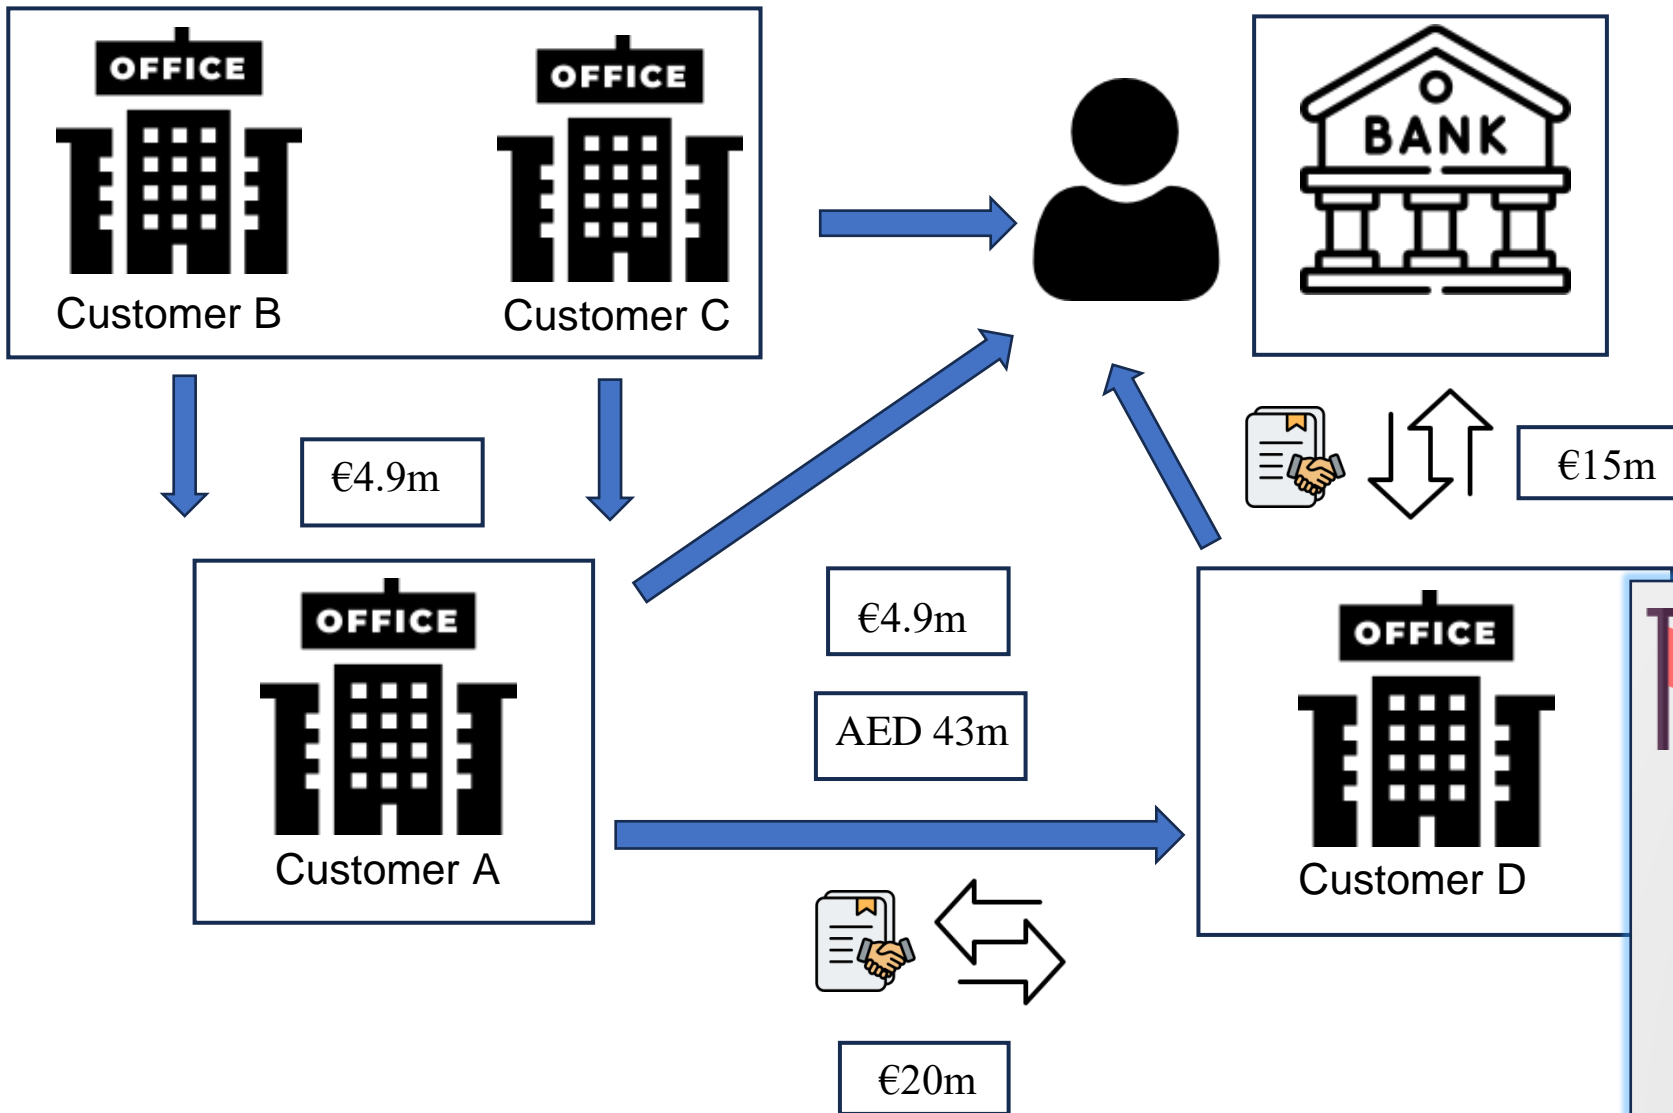 OFFICE
OFFICE
BANK
Customer B
Customer C
€4.9m
€15m
OFFICE
OFFICE
€4.9m
AED 43m
Customer A
Customer D
€20m